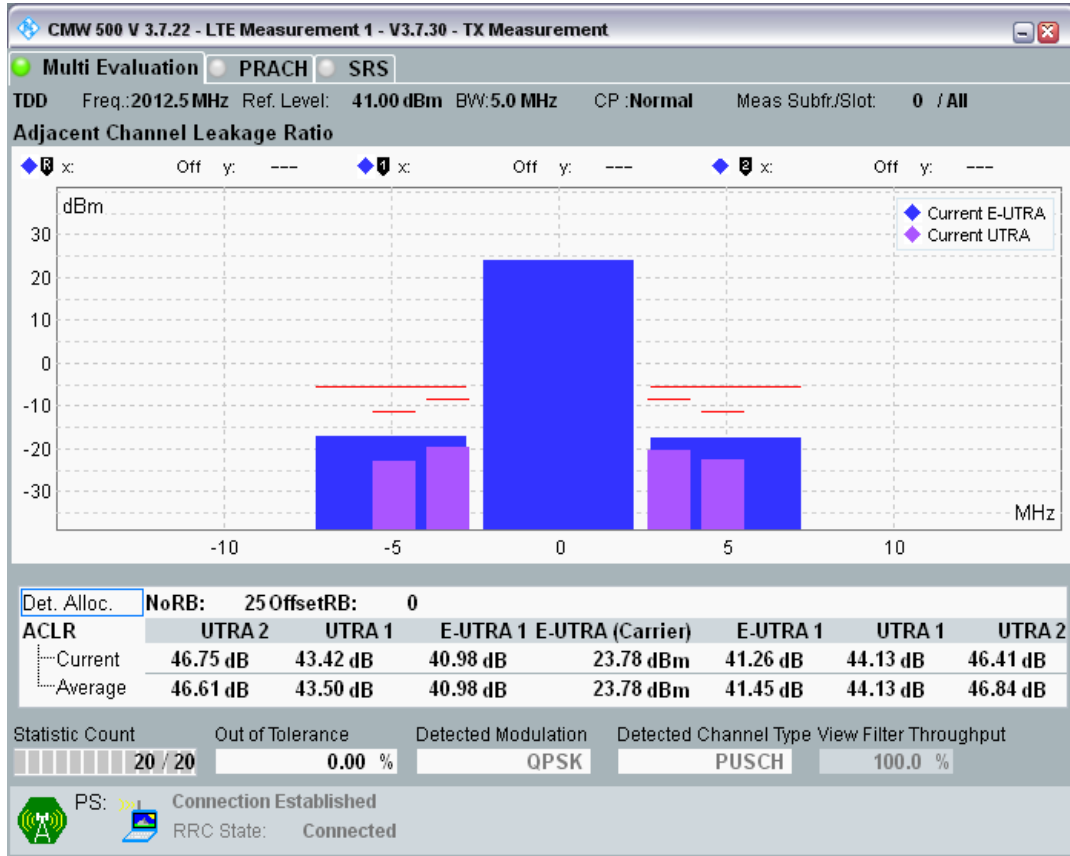 CMW 500 V 3.7.22 - LTE Measurement 1 - V3.7.30 - TX Measurement
Multi Evaluation PRACH SRS
TDD Freq.:2012.5 MHz Ref. Level: 41.00 dBm BW:5.0 MHz CP :Normal Meas Subfr./Slot: 0 / All
Adjacent Channel Leakage Ratio
R x: Off y: --- 1 x: Off y: --- 2 x: Off y: ---
dBm
Current E-UTRA
Current UTRA
30
20
10
0
-10
-20
-30
MHz
-10 -5 0 5 10
Det. Alloc. NoRB: 25 OffsetRB: 0
ACLR UTRA 2 UTRA 1 E-UTRA 1 E-UTRA (Carrier) E-UTRA 1 UTRA 1 UTRA 2
Current 46.75 dB 43.42 dB 40.98 dB 23.78 dBm 41.26 dB 44.13 dB 46.41 dB
Average 46.61 dB 43.50 dB 40.98 dB 23.78 dBm 41.45 dB 44.13 dB 46.84 dB
Statistic Count Out of Tolerance Detected Modulation Detected Channel Type View Filter Throughput
20 / 20 0.00 % QPSK PUSCH 100.0 %
PS: Connection Established
RRC State: Connected